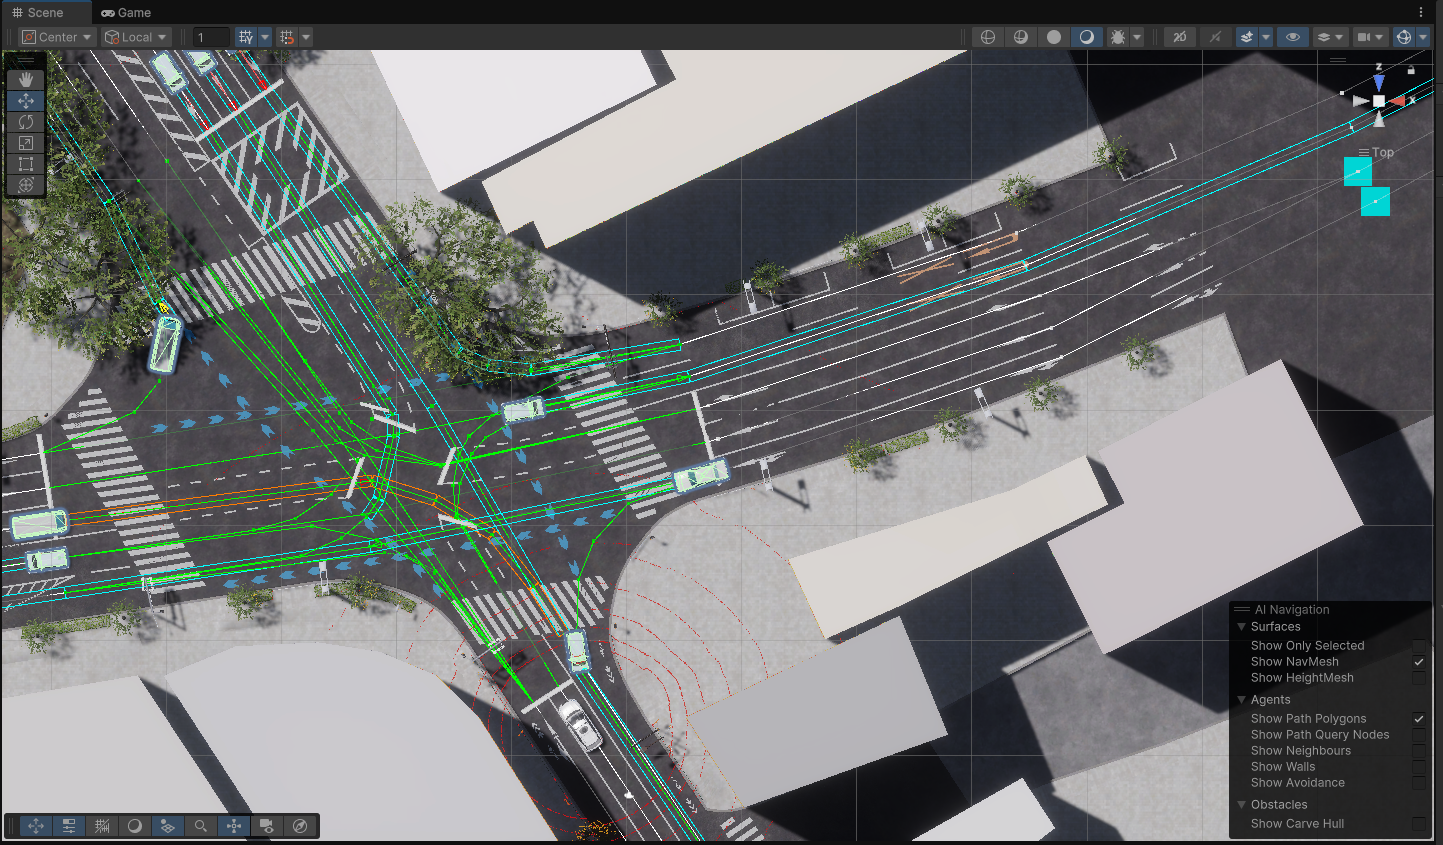 Scene
Game
Center
Local
1
2D
z
x
Top
AI Navigation
Surfaces
Show Only Selected
Show NavMesh
Show HeightMesh
Agents
Show Path Polygons
Show Path Query Nodes
Show Neighbours
Show Walls
Show Avoidance
Obstacles
Show Carve Hull